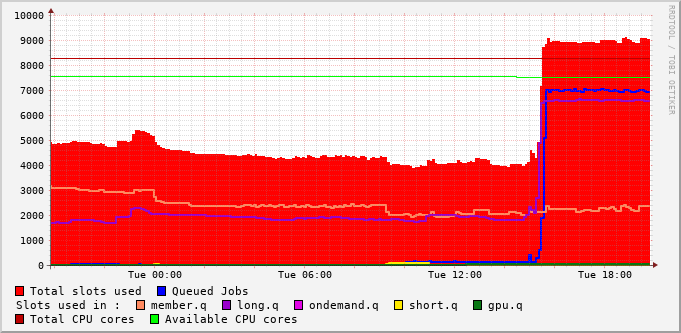 10000
9000
8000
7000
6000
5000
4000
3000
2000
1000
0
Tue 00:00 Tue 06:00 Tue 12:00 Tue 18:00
Total slots used Queued Jobs
Slots used in : member.q long.q ondemand.q short.q gpu.q
Total CPU cores Available CPU cores
RRDTOOL / TOBI OETIKER